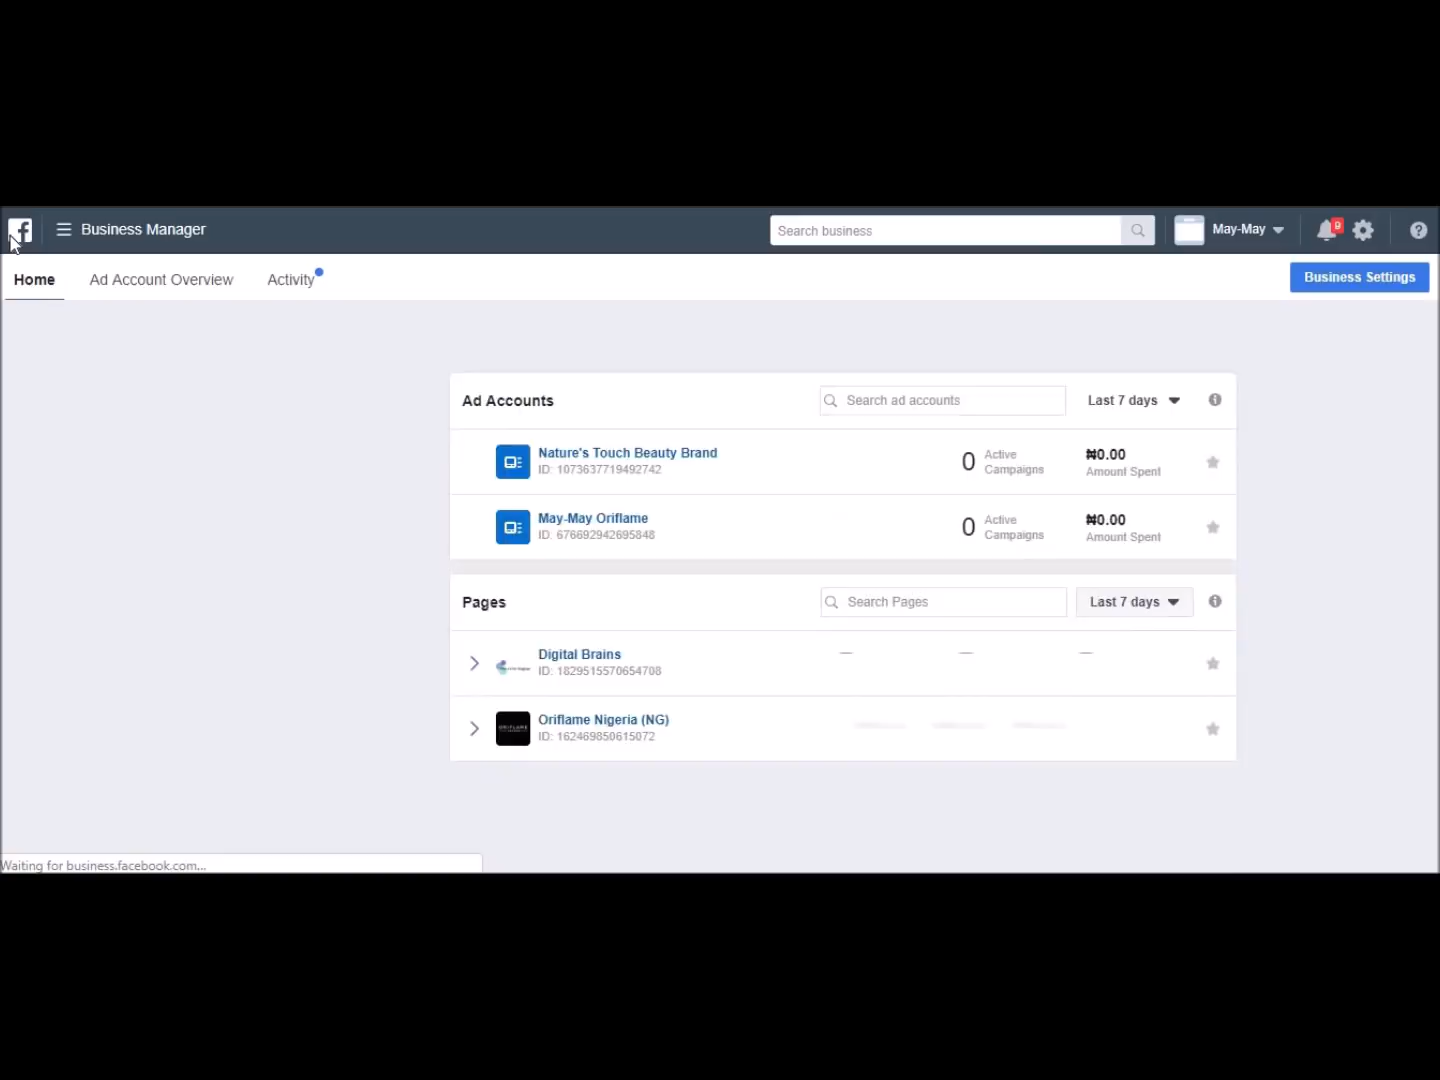 Business Manager
Search business
May-May
9
Home
Ad Account Overview
Activity
Business Settings
Ad Accounts
Search ad accounts
Last 7 days
Nature's Touch Beauty Brand
ID: 1073637719492742
0
Active
Campaigns
₦0.00
Amount Spent
May-May Oriflame
ID: 676692942695848
0
Active
Campaigns
₦0.00
Amount Spent
Pages
Search Pages
Last 7 days
Digital Brains
ID: 1829515570654708
Oriflame Nigeria (NG)
ID: 162469850615072
ORIFLAME
Waiting for business.facebook.com...